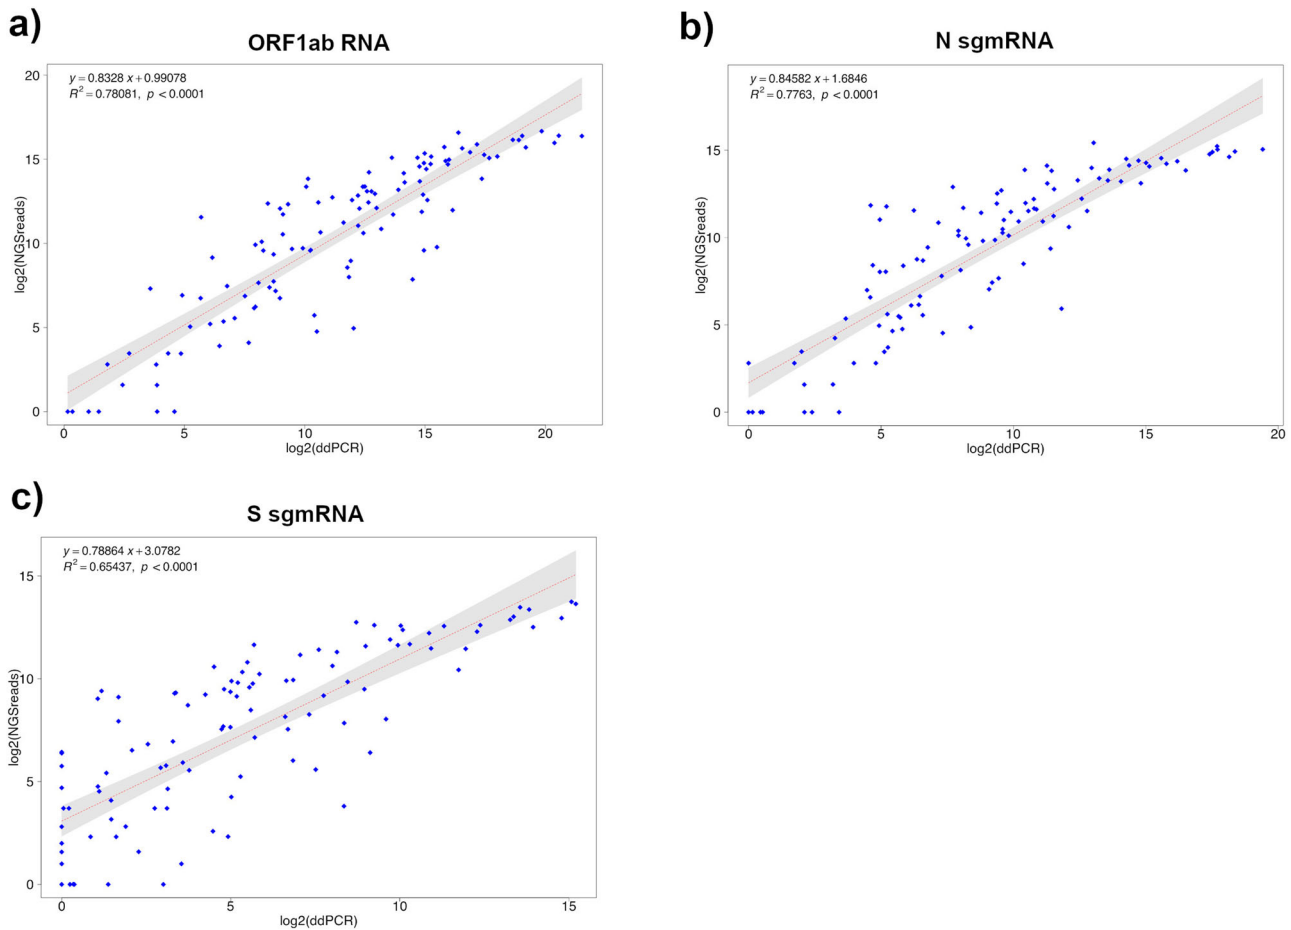 a)
ORF1ab RNA
y = 0.8328 x + 0.99078
R² = 0.78081, p < 0.0001
log2(NGSreads)
20
15
10
5
0
0 5 10 15 20
log2(ddPCR)
b)
N sgmRNA
y = 0.84582 x + 1.6846
R² = 0.7763, p < 0.0001
log2(NGSreads)
15
10
5
0
0 5 10 15 20
log2(ddPCR)
c)
S sgmRNA
y = 0.78864 x + 3.0782
R² = 0.65437, p < 0.0001
log2(NGSreads)
15
10
5
0
0 5 10 15
log2(ddPCR)